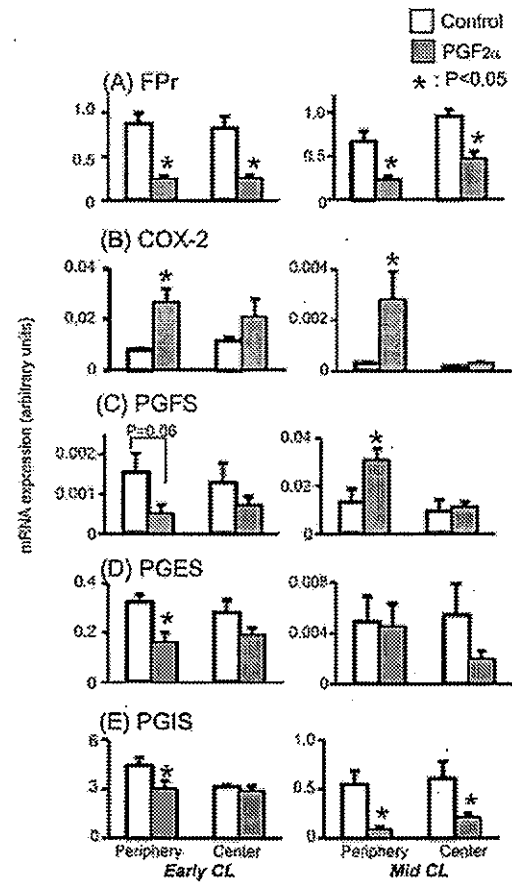 Control
PGF2α
* : P<0.05
(A) FPr
1.0
0.5
0
*
*
1.0
0.5
0
*
*
(B) COX-2
0.04
0.02
0
*
0.004
0.002
0
*
mRNA expression (arbitrary units)
(C) PGFS
P=0.06
0.002
0.001
0
0.04
0.02
0
*
(D) PGES
0.4
0.2
0
*
0.008
0.004
0
(E) PGIS
6
3
0
*
1.0
0.5
0
*
*
Periphery Center
Early CL
Periphery Center
Mid CL